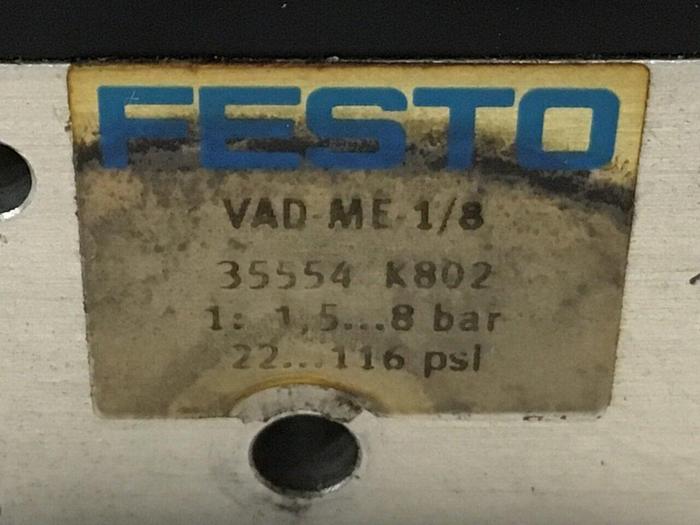 FESTO
VAD-ME-1/8
35554 K802
1: 1,5...8 bar
22...116 psi